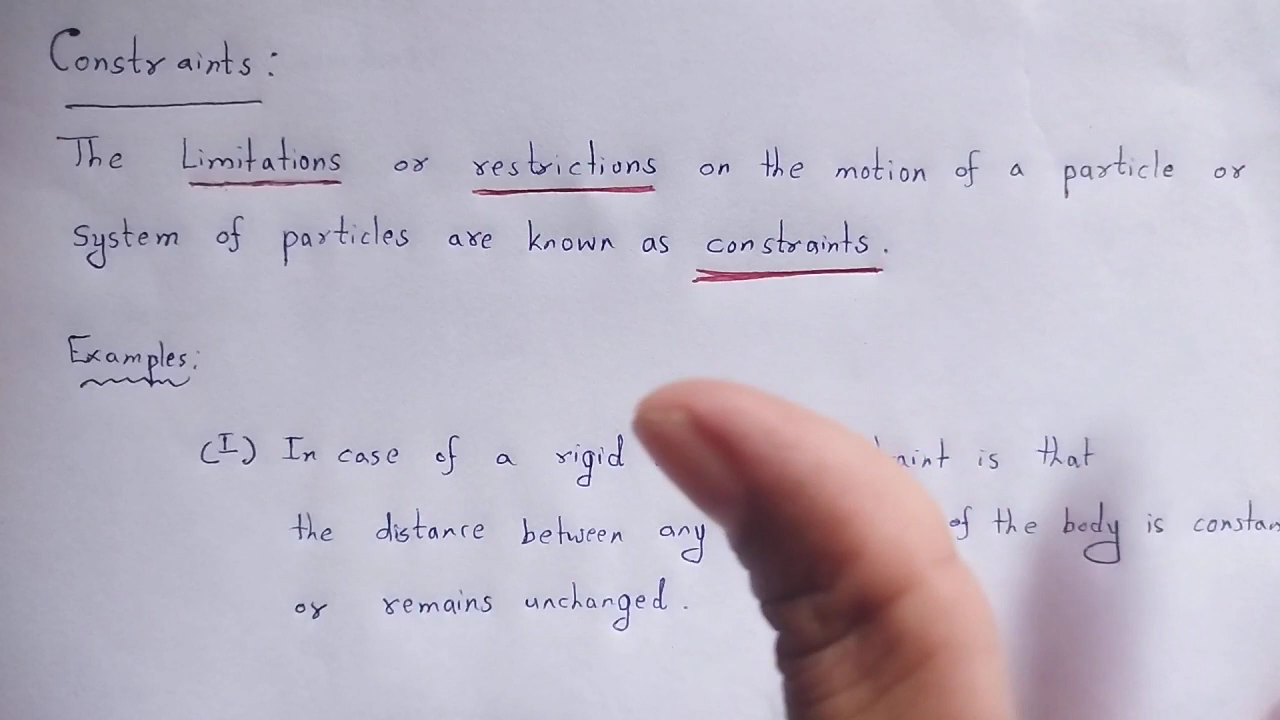 Constraints:
The Limitations or restrictions on the motion of a particle or
System of particles are known as constraints.
Examples:
(I) In case of a rigid is that
the distance between any of the body is
or remains unchanged.